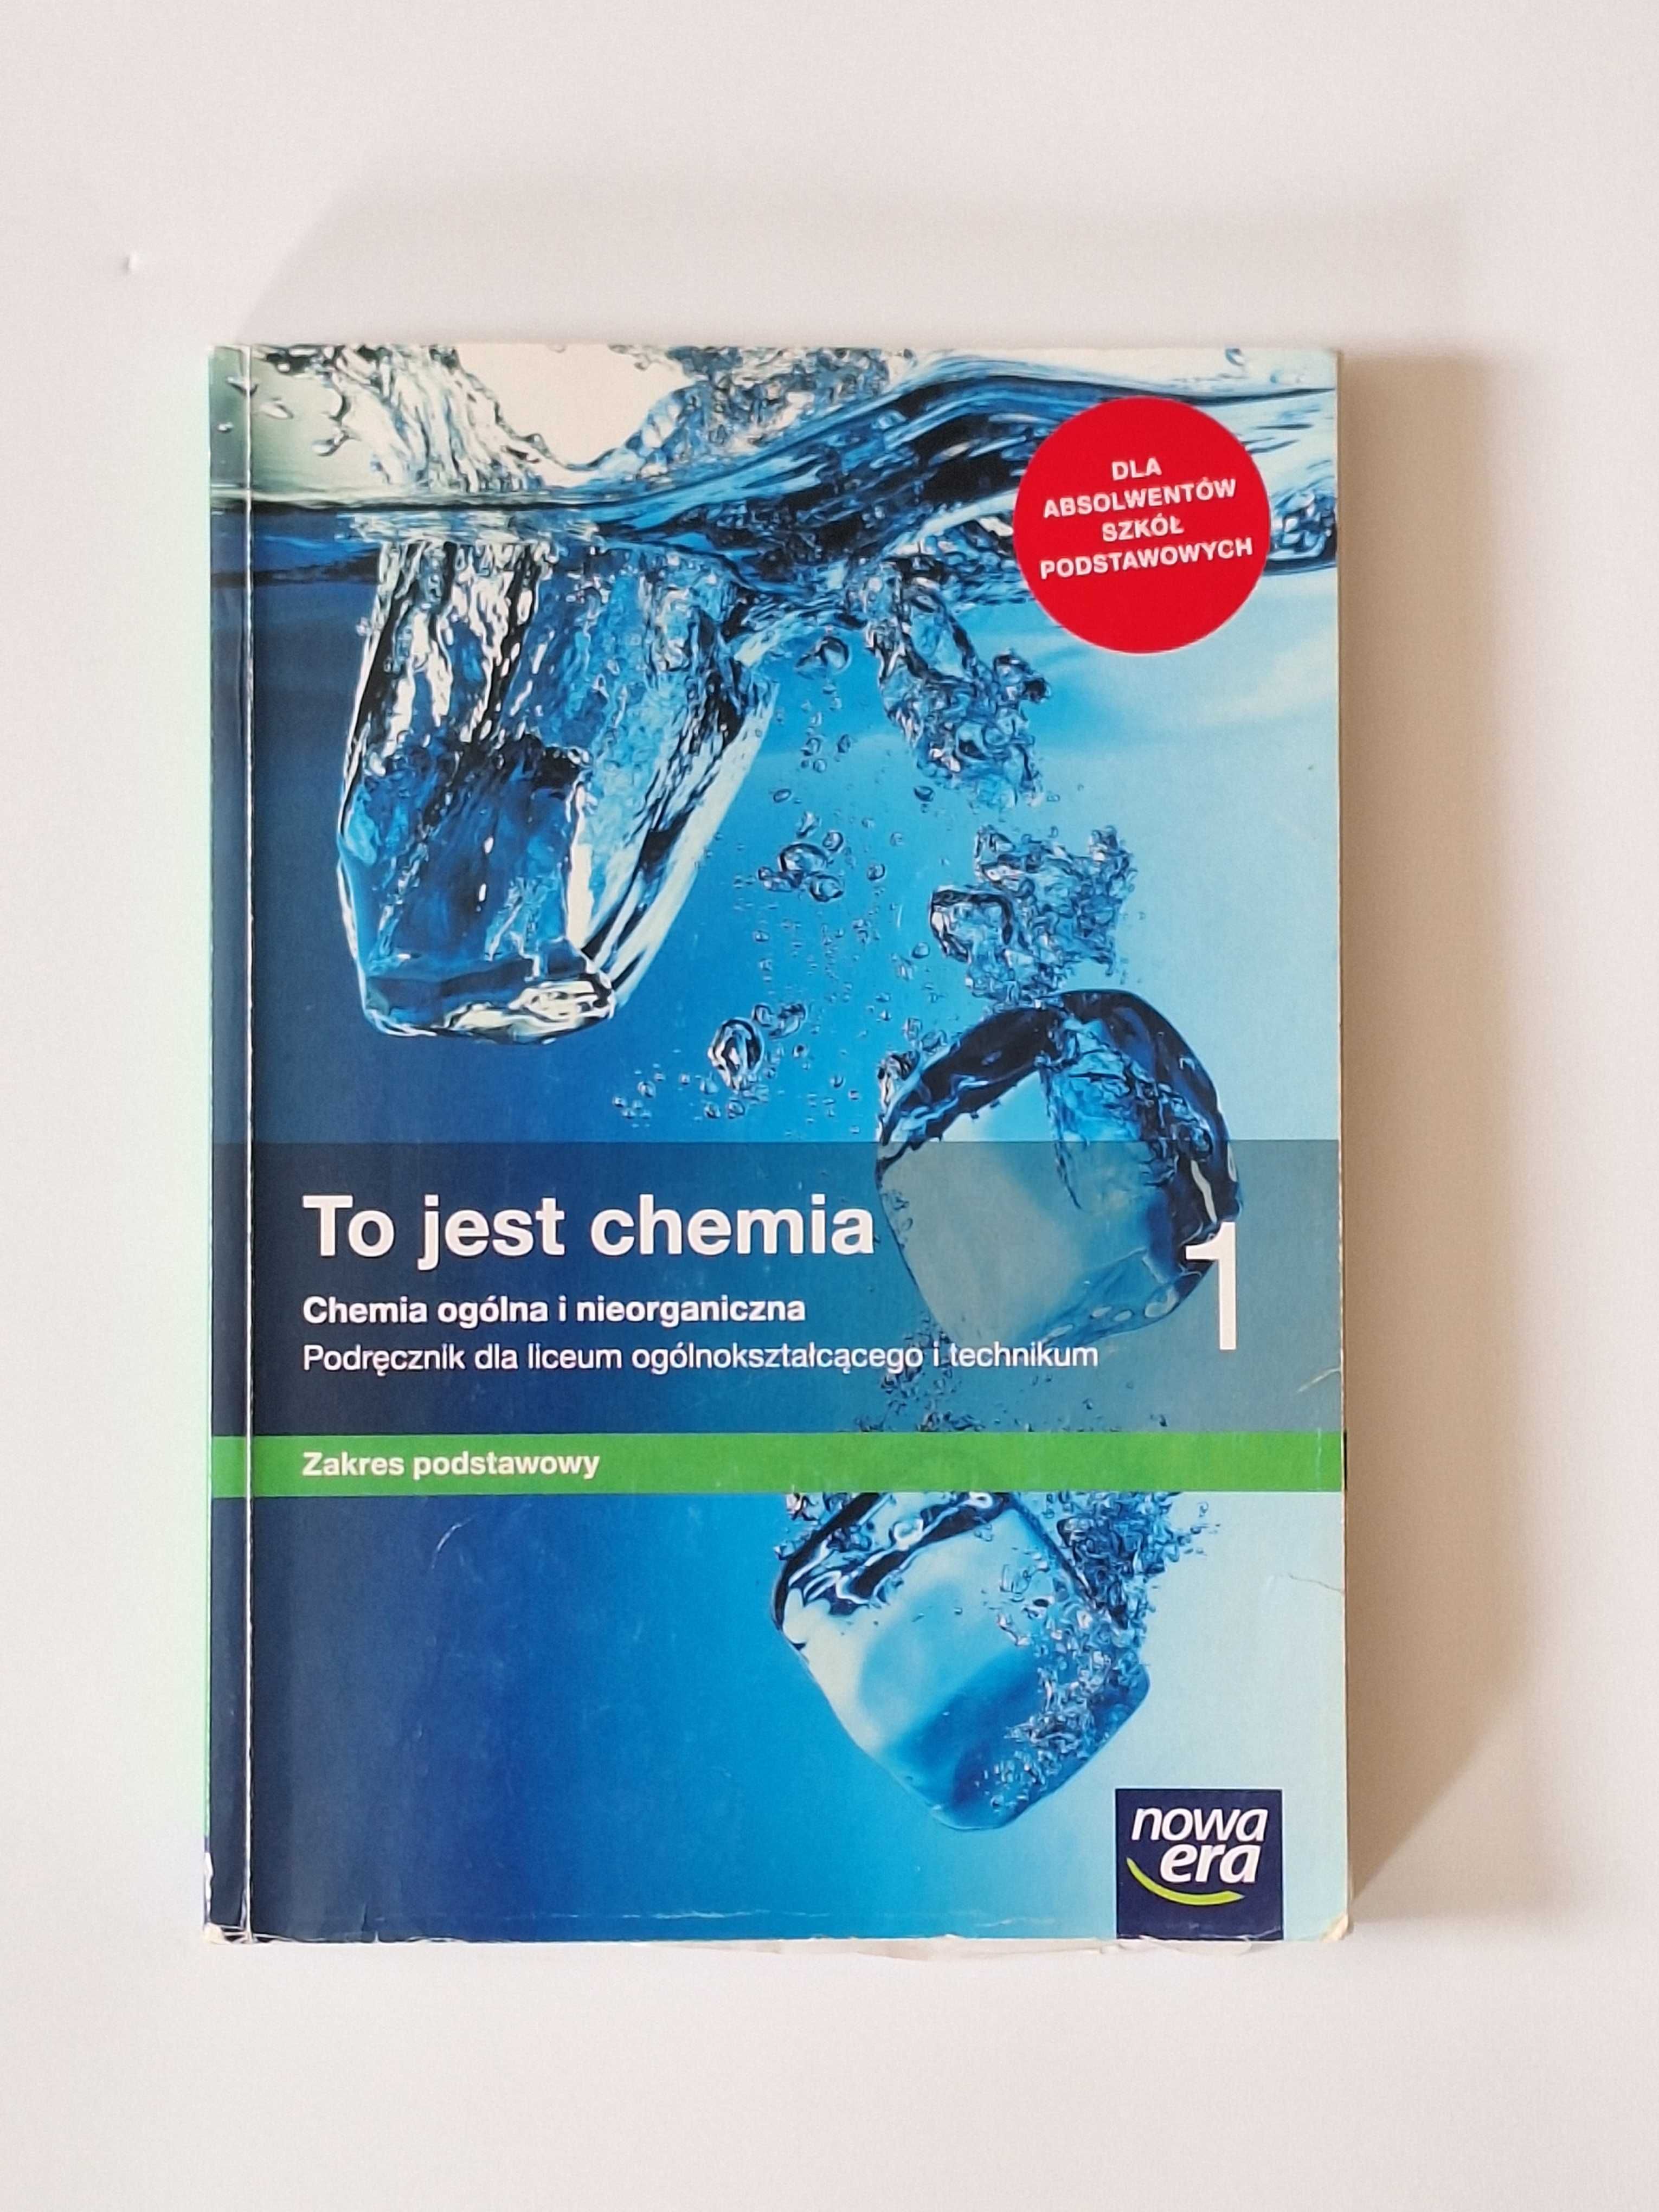 DLA
ABSOLWENTÓW
SZKÓŁ
PODSTAWOWYCH
To jest chemia
1
Chemia ogólna i nieorganiczna
Podręcznik dla liceum ogólnokształcącego i technikum
Zakres podstawowy
nowa
era